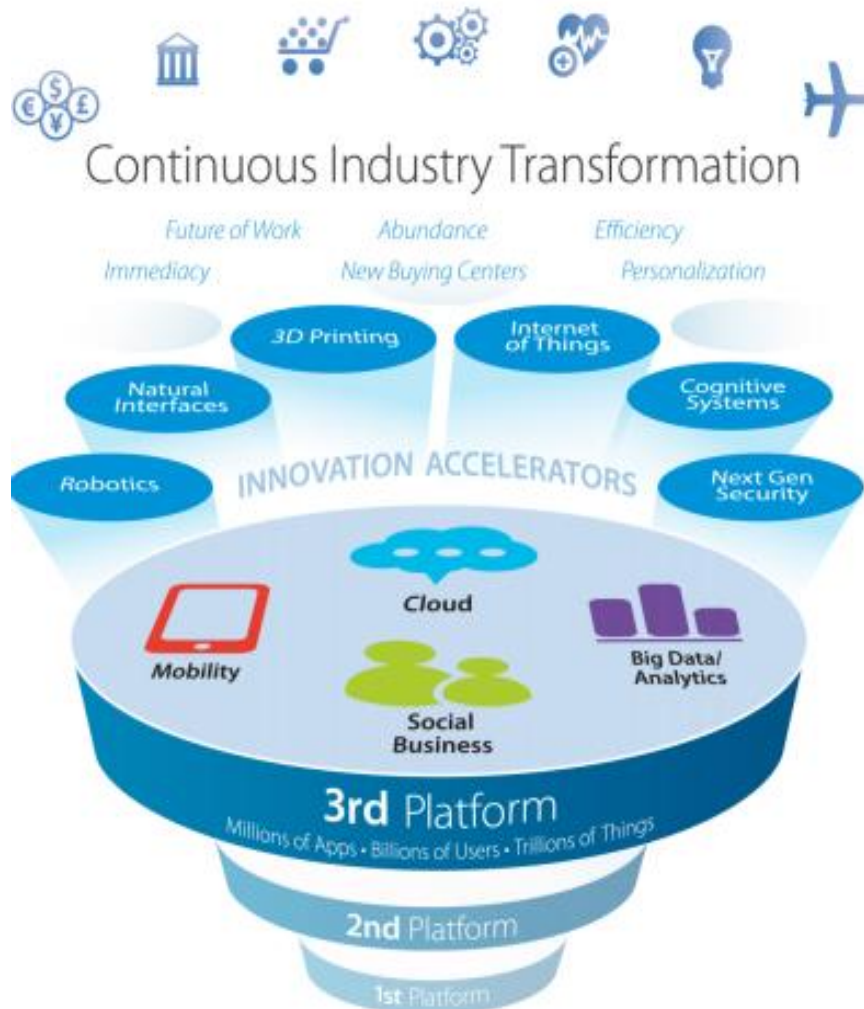 € $ £ ¥
Continuous Industry Transformation
Future of Work Abundance Efficiency
Immediacy New Buying Centers Personalization
3D Printing
Internet
of Things
Natural
Interfaces
Cognitive
Systems
INNOVATION ACCELERATORS
Robotics
Next Gen
Security
Cloud
Mobility
Big Data/
Analytics
Social
Business
3rd Platform
Millions of Apps • Billions of Users • Trillions of Things
2nd Platform
1st Platform